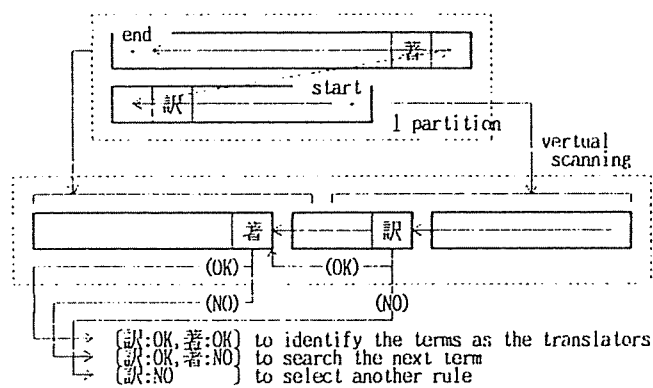 end
著
start
訳
1 partition
vertual
scanning
著 訳
(OK) (OK)
(NO) (NO)
[訳:OK,著:OK] to identify the terms as the translators
[訳:OK,著:NO] to search the next term
[訳:NO ] to select another rule